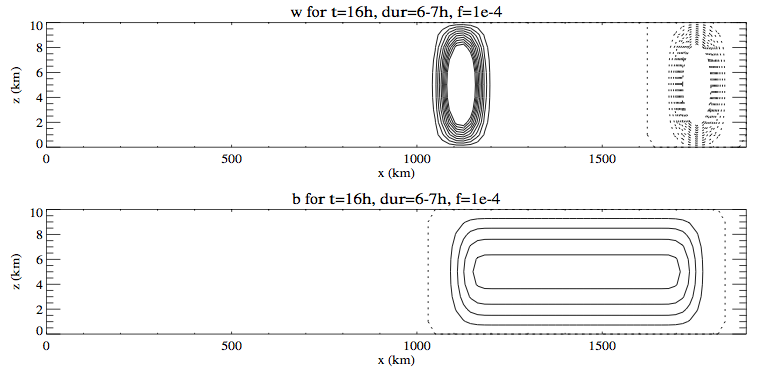 w for t=16h, dur=6-7h, f=1e-4
10
8
6
4
2
0
z (km)
0 500 1000 1500
x (km)
b for t=16h, dur=6-7h, f=1e-4
10
8
6
4
2
0
z (km)
0 500 1000 1500
x (km)